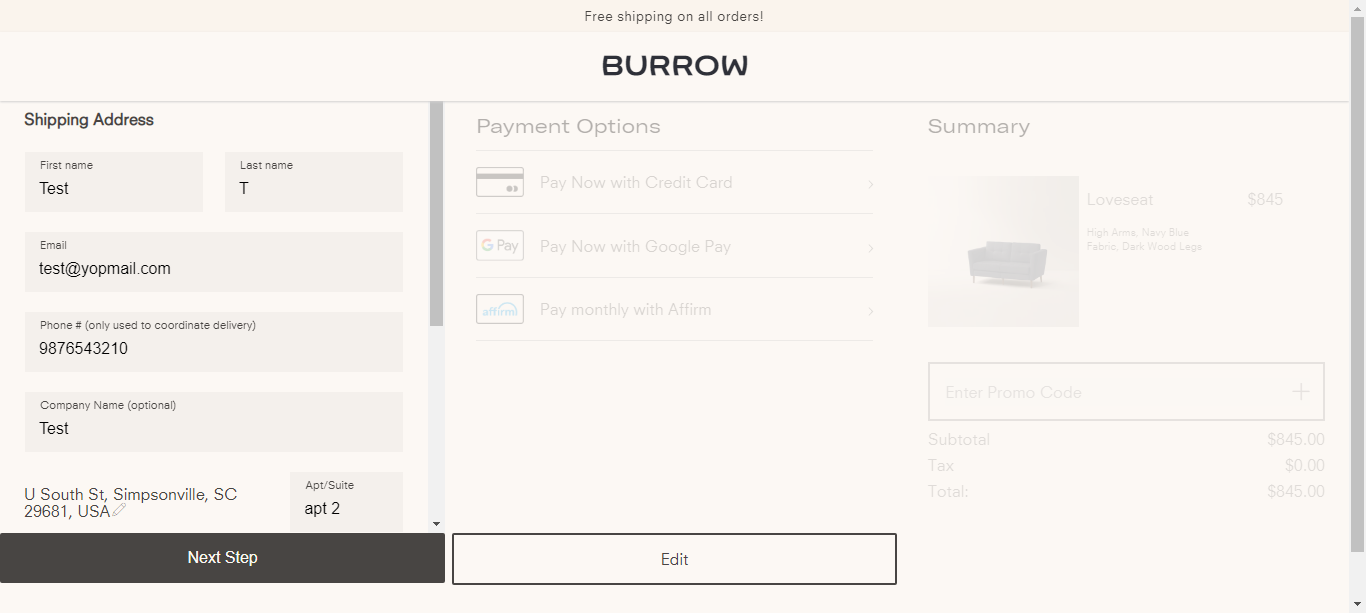 Free shipping on all orders!
BURROW
Shipping Address
First name
Test
Last name
T
Email
test@yopmail.com
Phone # (only used to coordinate delivery)
9876543210
Company Name (optional)
Test
U South St, Simpsonville, SC
29681, USA
Apt/Suite
apt 2
Next Step
Payment Options
Pay Now with Credit Card
G Pay
Pay Now with Google Pay
affirm
Pay monthly with Affirm
Edit
Summary
Loveseat $845
High Arms, Navy Blue
Fabric, Dark Wood Legs
Enter Promo Code
Subtotal $845.00
Tax $0.00
Total: $845.00